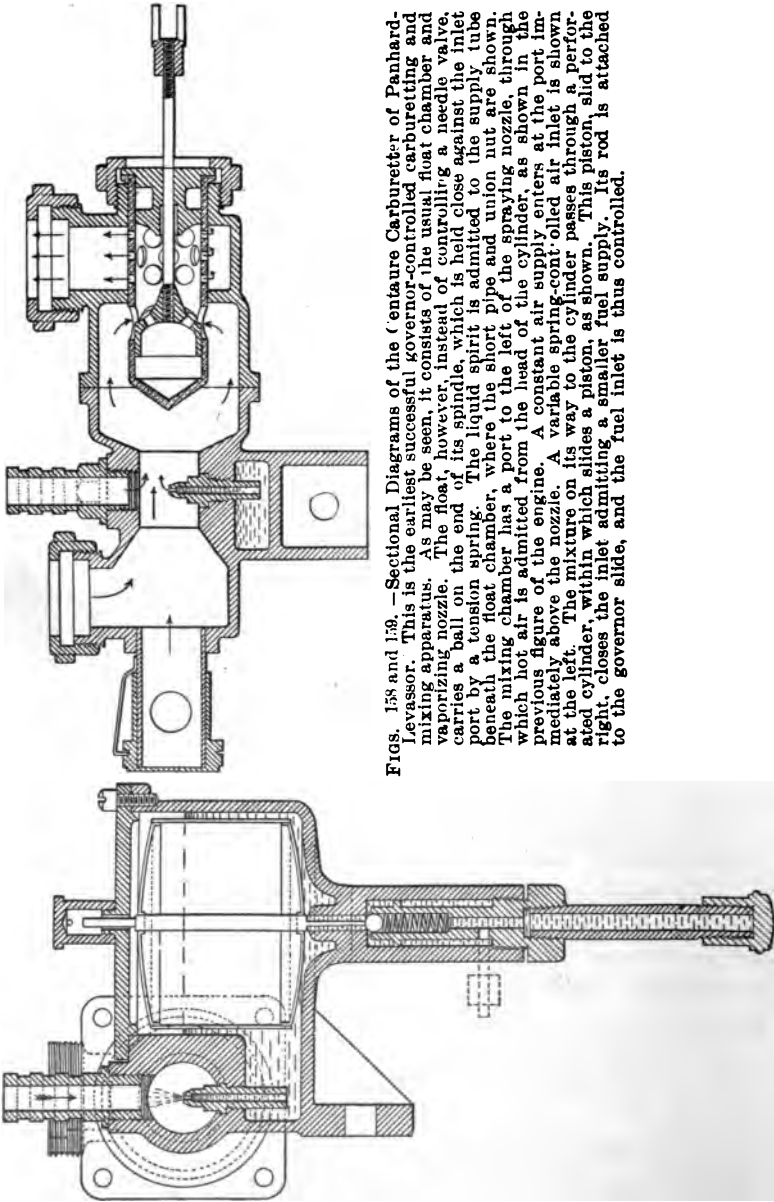 FIGS. 158 and 159.—Sectional Diagrams of the Centaure Carburetter of Panhard-
Levassor. This is the earliest successful governor-controlled carburetting and
mixing apparatus. As may be seen, it consists of the usual float chamber and
vaporizing nozzle. The float, however, instead of controlling a needle valve,
carries a ball on the end of its spindle, which is held close against the inlet
port by a tension spring. The liquid spirit is admitted to the supply tube
beneath the float chamber, where the short pipe and union nut are shown.
The mixing chamber has a port to the left of the spraying nozzle, through
which hot air is admitted from the head of the cylinder, as shown in the
previous figure of the engine. A constant air supply enters at the port im-
mediately above the nozzle. A variable spring-cont olled air inlet is shown
at the left. The mixture on its way to the cylinder passes through a perfor-
ated cylinder, within which slides a piston, as shown. This piston, slid to the
right, closes the inlet admitting a smaller fuel supply. Its rod is attached
to the governor slide, and the fuel inlet is thus controlled.